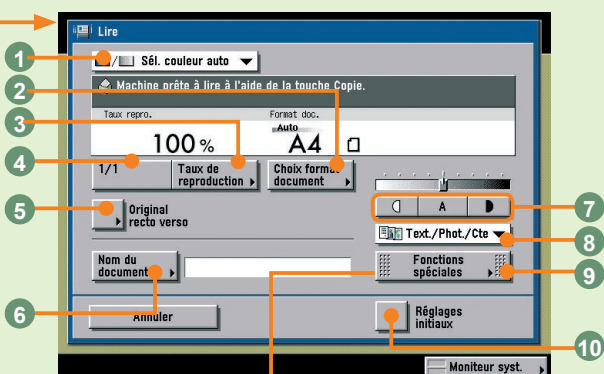 Lire
1
Sél. couleur auto
2
Machine prête à lire à l'aide de la touche Copie.
Taux repro.
Format doc.
3
100 %
Auto
A4
4
1/1
Taux de
reproduction
Choix format
document
5
Original
recto verso
A
7
Text./Phot./Cte
8
Nom du
document
Fonctions
spéciales
9
6
Annuler
Réglages
initiaux
10
Moniteur syst.